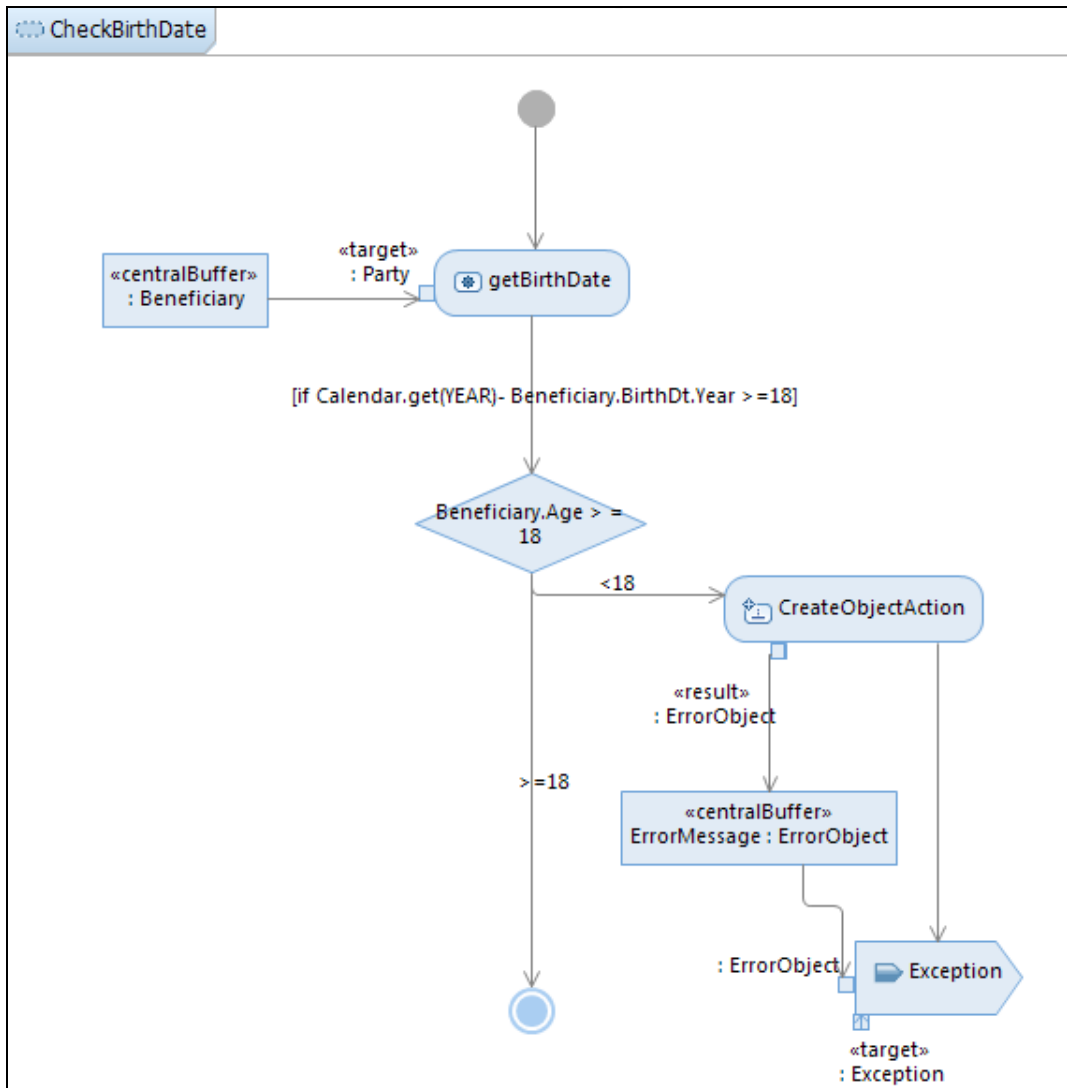 CheckBirthDate
«target»
: Party
«centralBuffer»
: Beneficiary
getBirthDate
[if Calendar.get(YEAR)- Beneficiary.BirthDt.Year >=18]
Beneficiary.Age > =
18
<18
CreateObjectAction
«result»
: ErrorObject
>=18
«centralBuffer»
ErrorMessage : ErrorObject
: ErrorObject
Exception
«target»
: Exception